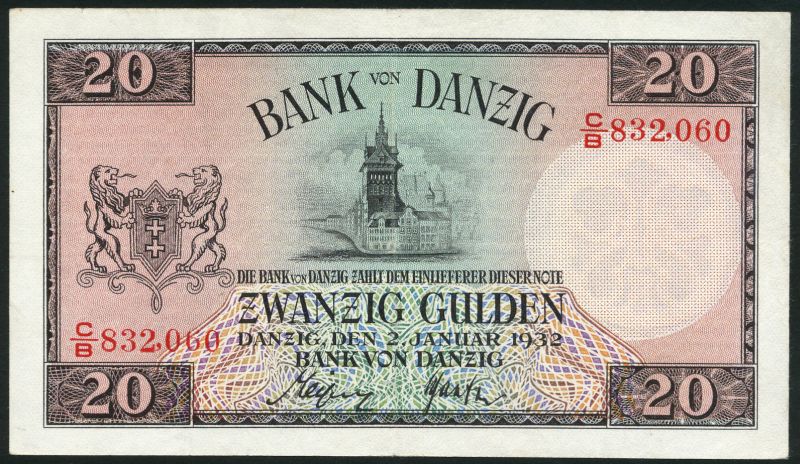 20
20
BANK VON DANZIG
C/B 832,060
DIE BANK VON DANZIG ZAHLT DEM EINLIEFERER DIESER NOTE
ZWANZIG GULDEN
C/B 832,060
DANZIG, DEN 2. JANUAR 1932
BANK VON DANZIG
20
20